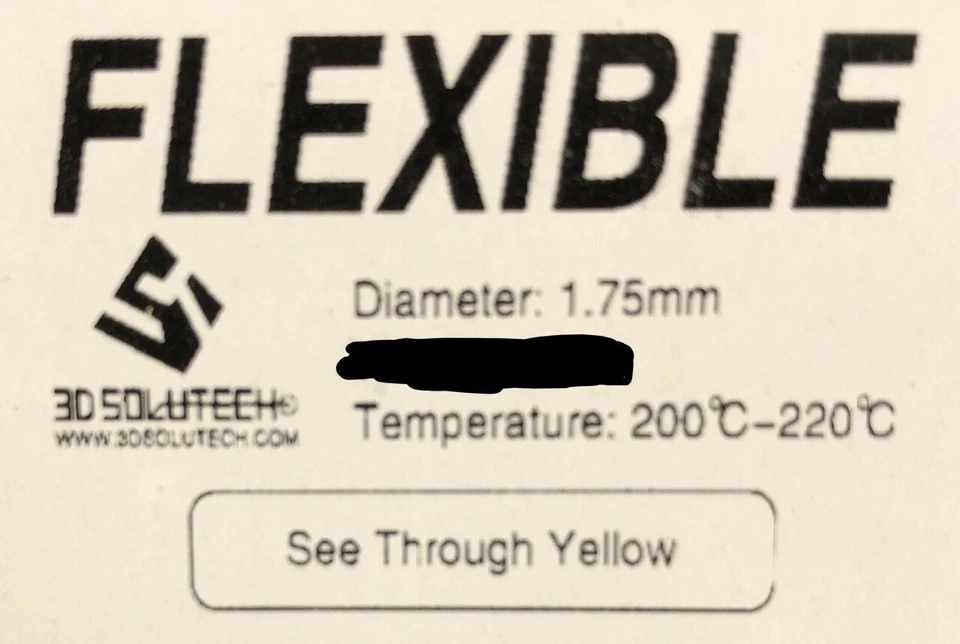 FLEXIBLE
Diameter: 1.75mm
3D SOLUTECH©
WWW.3DSOLUTECH.COM
Temperature: 200℃-220℃
See Through Yellow